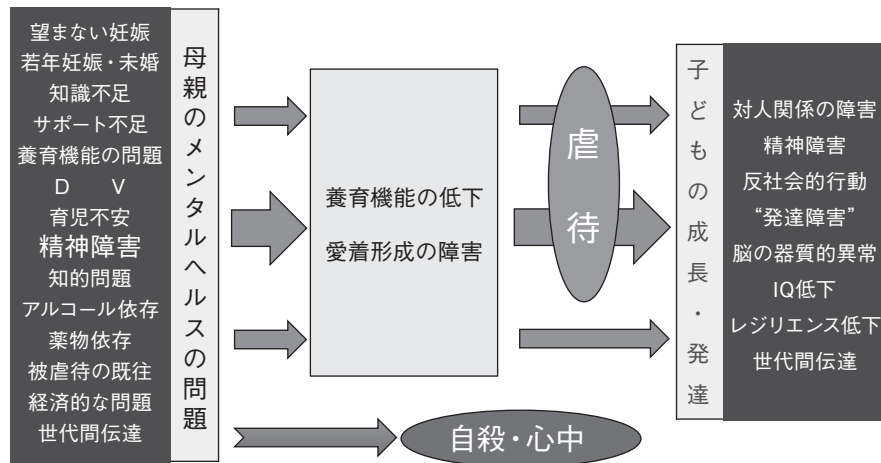 望まない妊娠
若年妊娠・未婚
知識不足
サポート不足
養育機能の問題
D V
育児不安
精神障害
知的問題
アルコール依存
薬物依存
被虐待の既往
経済的な問題
世代間伝達
母親のメンタルヘルスの問題
養育機能の低下
愛着形成の障害
虐待
自殺・心中
子どもの成長・発達
対人関係の障害
精神障害
反社会的行動
“発達障害”
脳の器質的異常
IQ低下
レジリエンス低下
世代間伝達